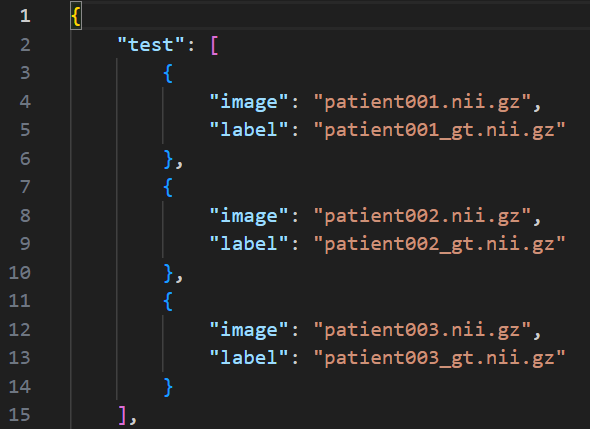 1 {
2 "test": [
3 {
4 "image": "patient001.nii.gz",
5 "label": "patient001_gt.nii.gz"
6 },
7 {
8 "image": "patient002.nii.gz",
9 "label": "patient002_gt.nii.gz"
10 },
11 {
12 "image": "patient003.nii.gz",
13 "label": "patient003_gt.nii.gz"
14 }
15 ],